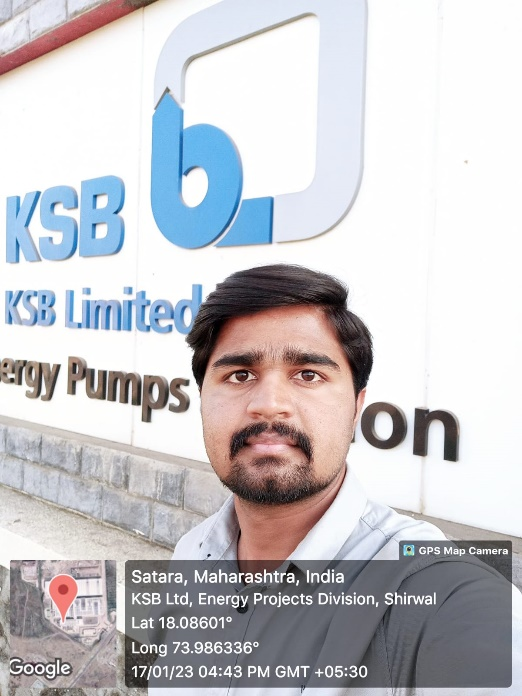 KSB
KSB Limited
ergy Pumps
on
GPS Map Camera
Satara, Maharashtra, India
KSB Ltd, Energy Projects Division, Shirwal
Lat 18.08601°
Long 73.986336°
17/01/23 04:43 PM GMT +05:30
Google